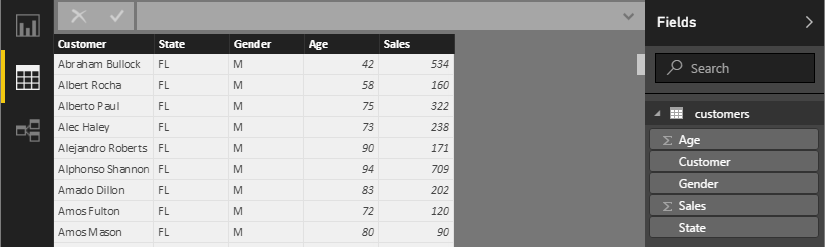 Fields
Search
customers
Age
Customer
Gender
Sales
State
Customer State Gender Age Sales
Abraham Bullock FL M 42 534
Albert Rocha FL M 58 160
Alberto Paul FL M 75 322
Alec Haley FL M 73 238
Alejandro Roberts FL M 90 171
Alphonso Shannon FL M 94 709
Amado Dillon FL M 83 202
Amos Fulton FL M 72 120
Amos Mason FL M 80 90